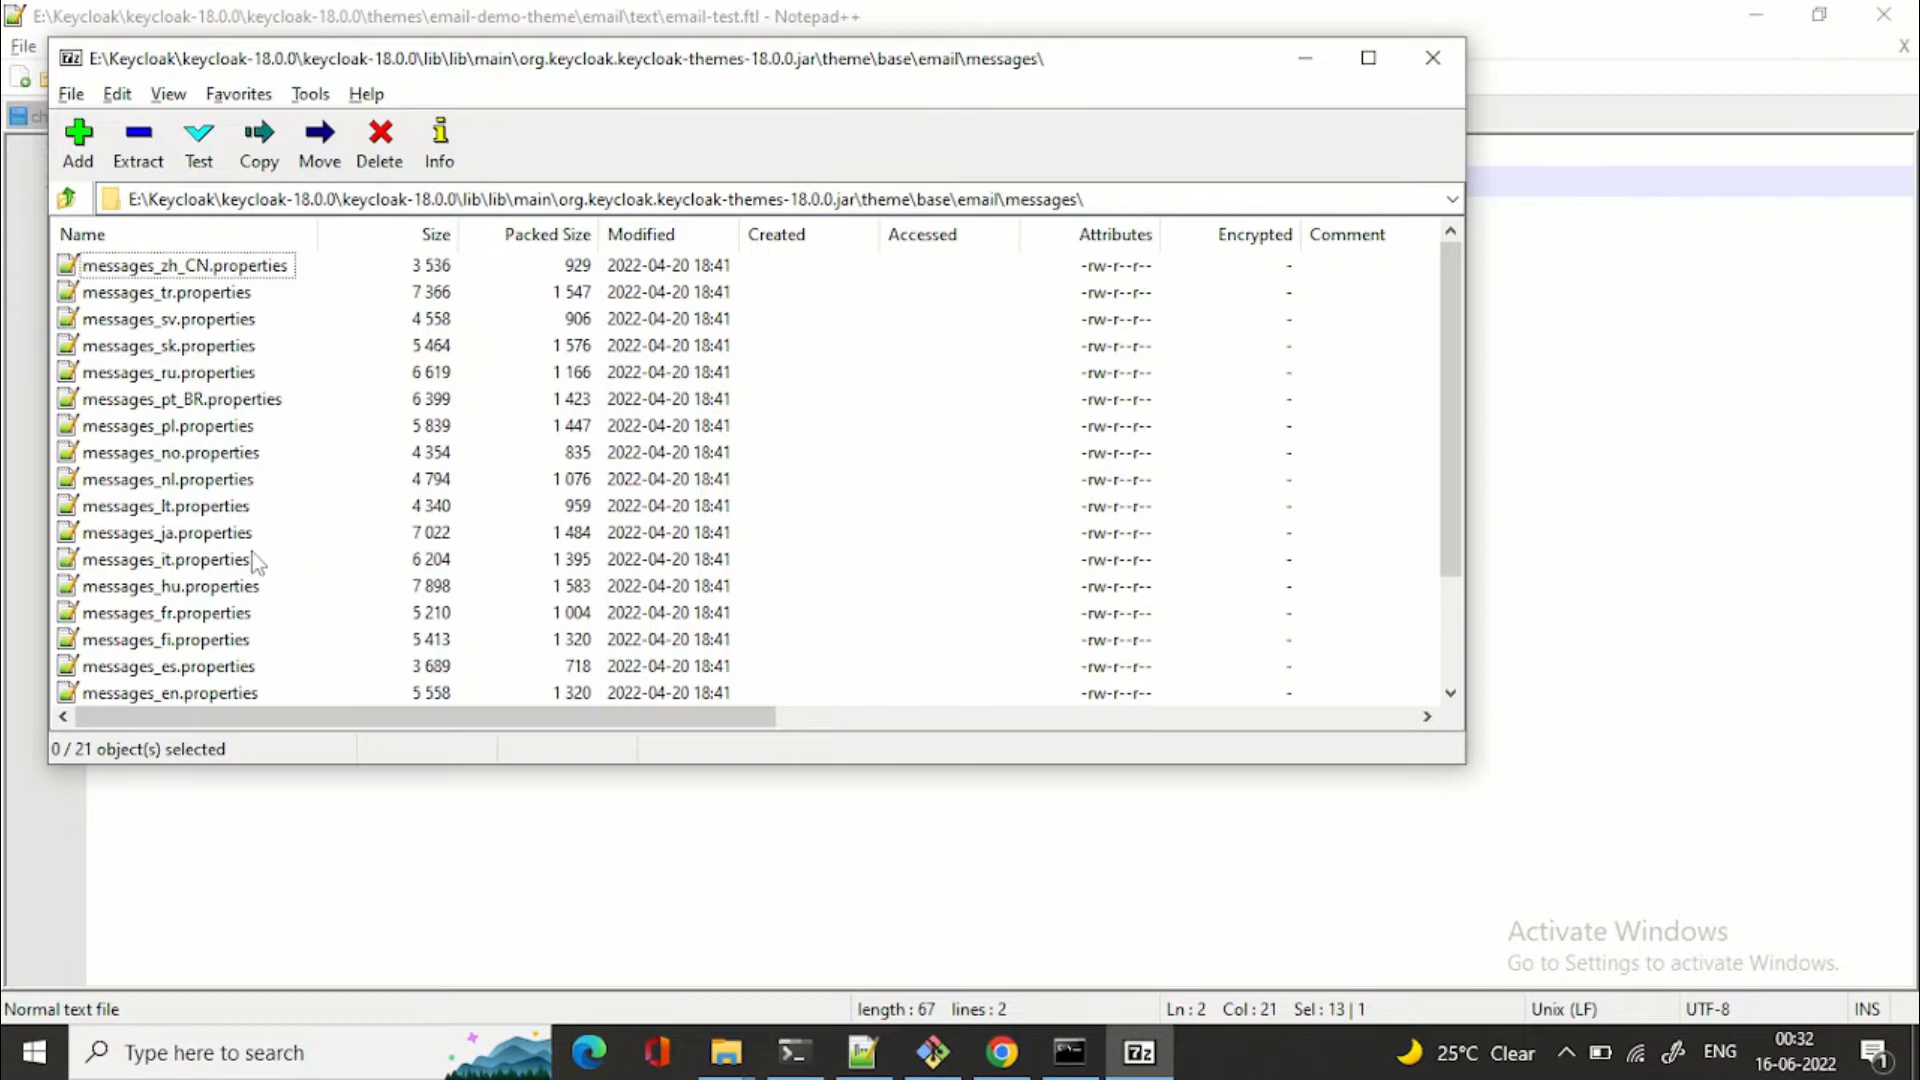 E:\Keycloak\keycloak-18.0.0\keycloak-18.0.0\themes\email-demo-theme\email\text\email-test.ftl - Notepad++
File
X
E:\Keycloak\keycloak-18.0.0\keycloak-18.0.0\lib\lib\main\org.keycloak.keycloak-themes-18.0.0.jar\theme\base\email\messages\
File Edit View Favorites Tools Help
Add Extract Test Copy Move Delete Info
E:\Keycloak\keycloak-18.0.0\keycloak-18.0.0\lib\lib\main\org.keycloak.keycloak-themes-18.0.0.jar\theme\base\email\messages\
Name Size Packed Size Modified Created Accessed Attributes Encrypted Comment
messages_zh_CN.properties 3 536 929 2022-04-20 18:41 -rw-r--r-- -
messages_tr.properties 7 366 1 547 2022-04-20 18:41 -rw-r--r-- -
messages_sv.properties 4 558 906 2022-04-20 18:41 -rw-r--r-- -
messages_sk.properties 5 464 1 576 2022-04-20 18:41 -rw-r--r-- -
messages_ru.properties 6 619 1 166 2022-04-20 18:41 -rw-r--r-- -
messages_pt_BR.properties 6 399 1 423 2022-04-20 18:41 -rw-r--r-- -
messages_pl.properties 5 839 1 447 2022-04-20 18:41 -rw-r--r-- -
messages_no.properties 4 354 835 2022-04-20 18:41 -rw-r--r-- -
messages_nl.properties 4 794 1 076 2022-04-20 18:41 -rw-r--r-- -
messages_lt.properties 4 340 959 2022-04-20 18:41 -rw-r--r-- -
messages_ja.properties 7 022 1 484 2022-04-20 18:41 -rw-r--r-- -
messages_it.properties 6 204 1 395 2022-04-20 18:41 -rw-r--r-- -
messages_hu.properties 7 898 1 583 2022-04-20 18:41 -rw-r--r-- -
messages_fr.properties 5 210 1 004 2022-04-20 18:41 -rw-r--r-- -
messages_fi.properties 5 413 1 320 2022-04-20 18:41 -rw-r--r-- -
messages_es.properties 3 689 718 2022-04-20 18:41 -rw-r--r-- -
messages_en.properties 5 558 1 320 2022-04-20 18:41 -rw-r--r-- -
0 / 21 object(s) selected
Activate Windows
Go to Settings to activate Windows.
Normal text file length : 67 lines : 2 Ln : 2 Col : 21 Sel : 13 | 1 Unix (LF) UTF-8 INS
Type here to search
7z
25°C Clear
ENG
00:32
16-06-2022
1